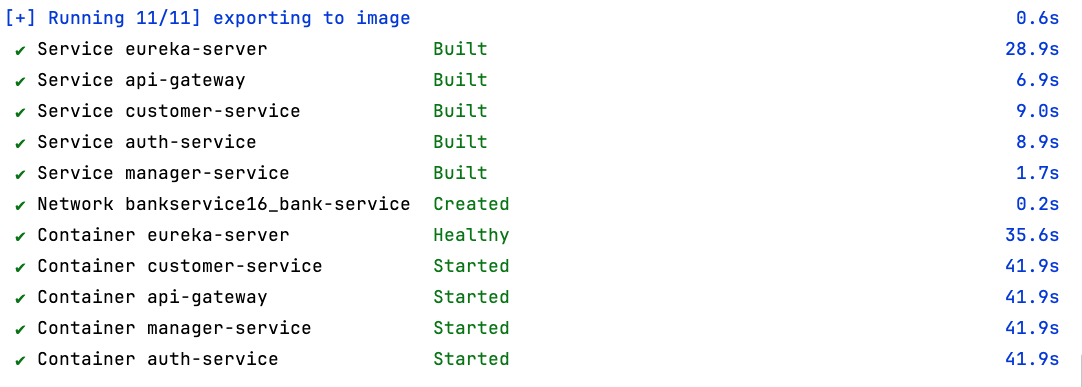 [+] Running 11/11] exporting to image 0.6s
✔ Service eureka-server Built 28.9s
✔ Service api-gateway Built 6.9s
✔ Service customer-service Built 9.0s
✔ Service auth-service Built 8.9s
✔ Service manager-service Built 1.7s
✔ Network bankservice16_bank-service Created 0.2s
✔ Container eureka-server Healthy 35.6s
✔ Container customer-service Started 41.9s
✔ Container api-gateway Started 41.9s
✔ Container manager-service Started 41.9s
✔ Container auth-service Started 41.9s